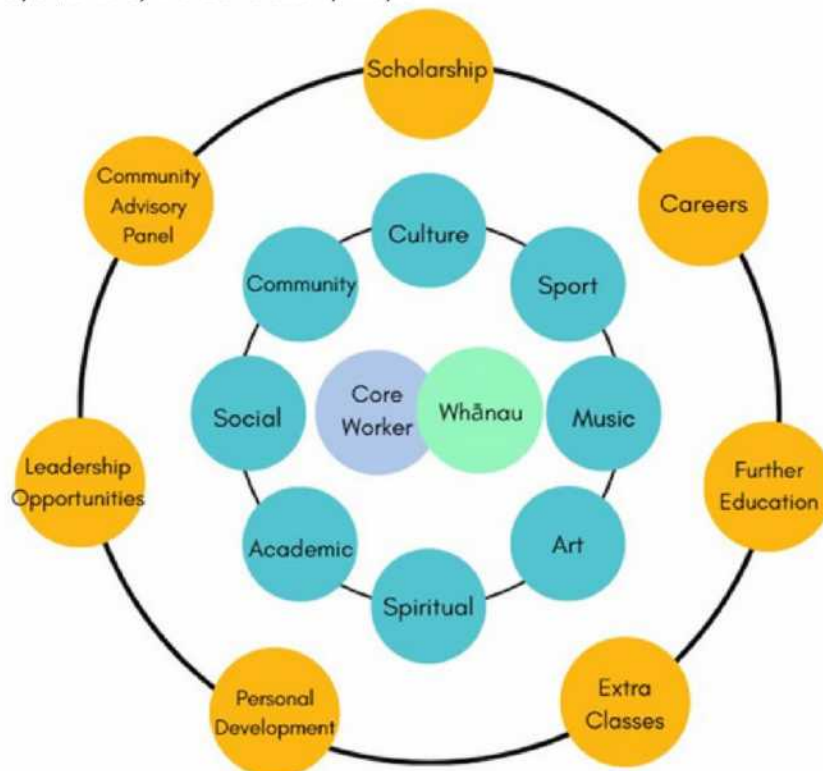 Scholarship
Community
Advisory
Panel
Careers
Culture
Community
Sport
Core
Worker
Whānau
Social
Music
Leadership
Opportunities
Further
Education
Academic
Art
Spiritual
Personal
Development
Extra
Classes